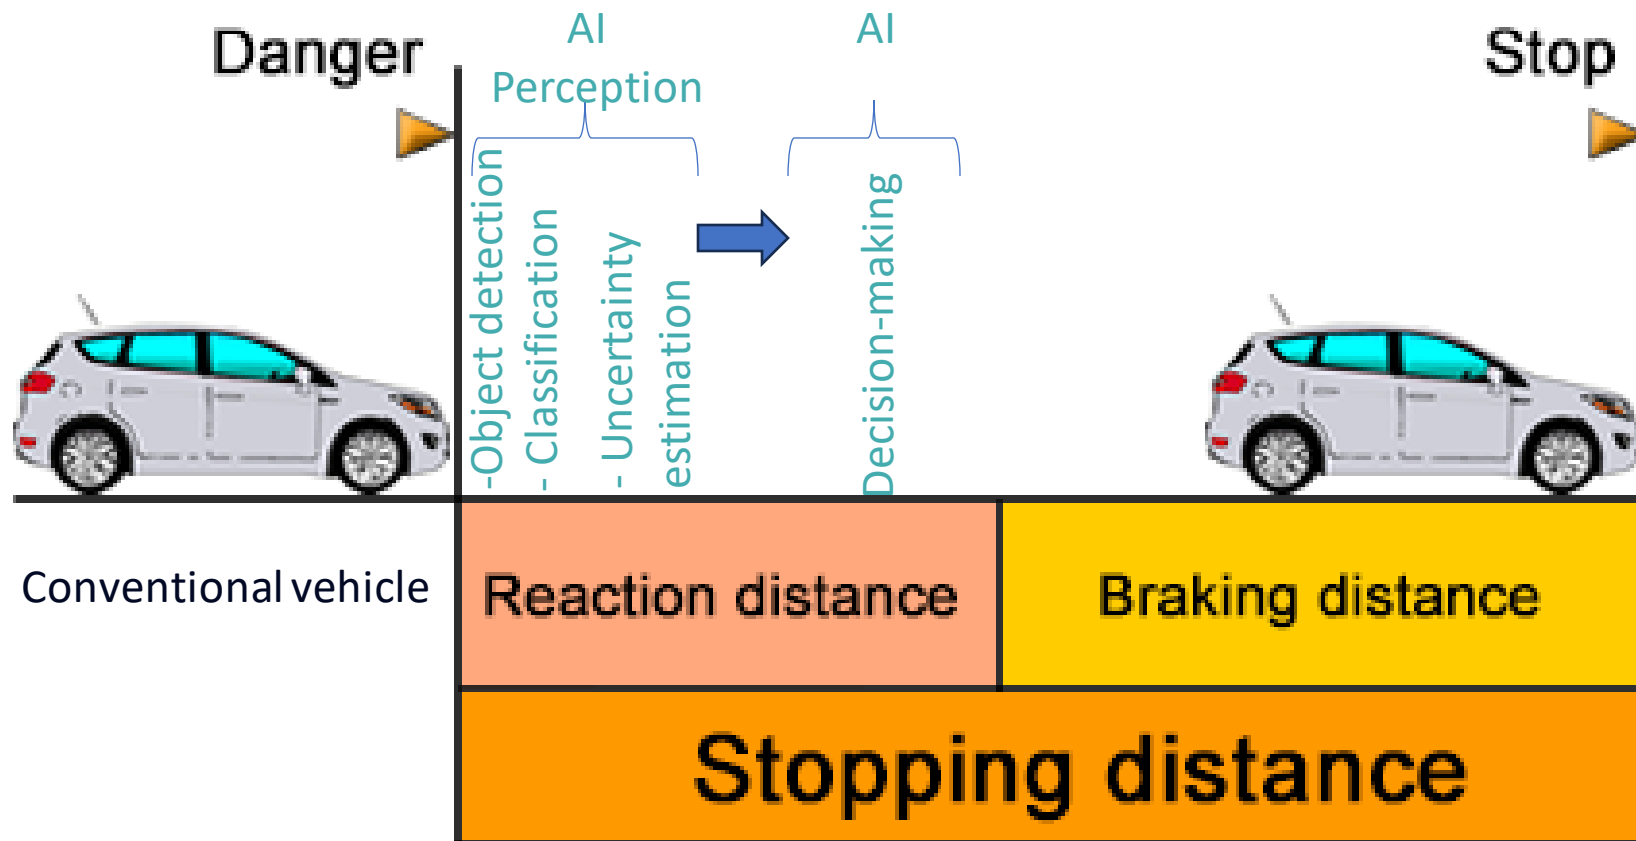 Danger
AI
AI
Stop
Perception
-Object detection
- Classification
- Uncertainty
estimation
Decision-making
Conventional vehicle
Reaction distance
Braking distance
Stopping distance